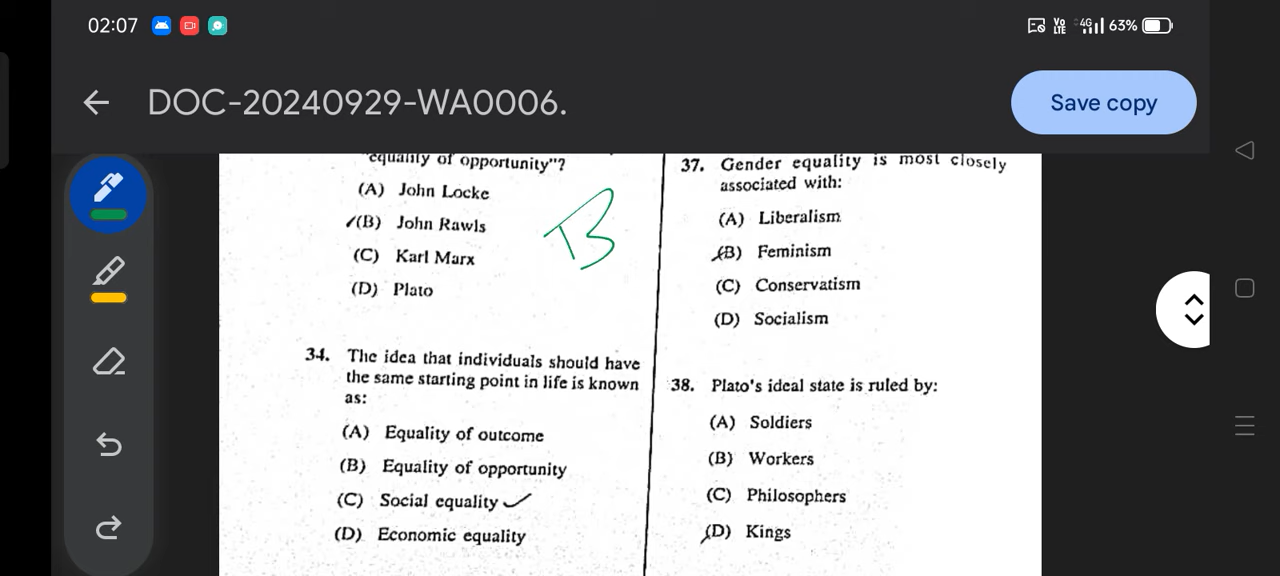 02:07
Vo LTE 4G 63%
DOC-20240929-WA0006.
Save copy
"equality of opportunity"?
(A) John Locke
(B) John Rawls
(C) Karl Marx
(D) Plato
B
34. The idea that individuals should have
the same starting point in life is known
as:
(A) Equality of outcome
(B) Equality of opportunity
(C) Social equality
(D) Economic equality
37. Gender equality is most closely
associated with:
(A) Liberalism
(B) Feminism
(C) Conservatism
(D) Socialism
38. Plato's ideal state is ruled by:
(A) Soldiers
(B) Workers
(C) Philosophers
(D) Kings